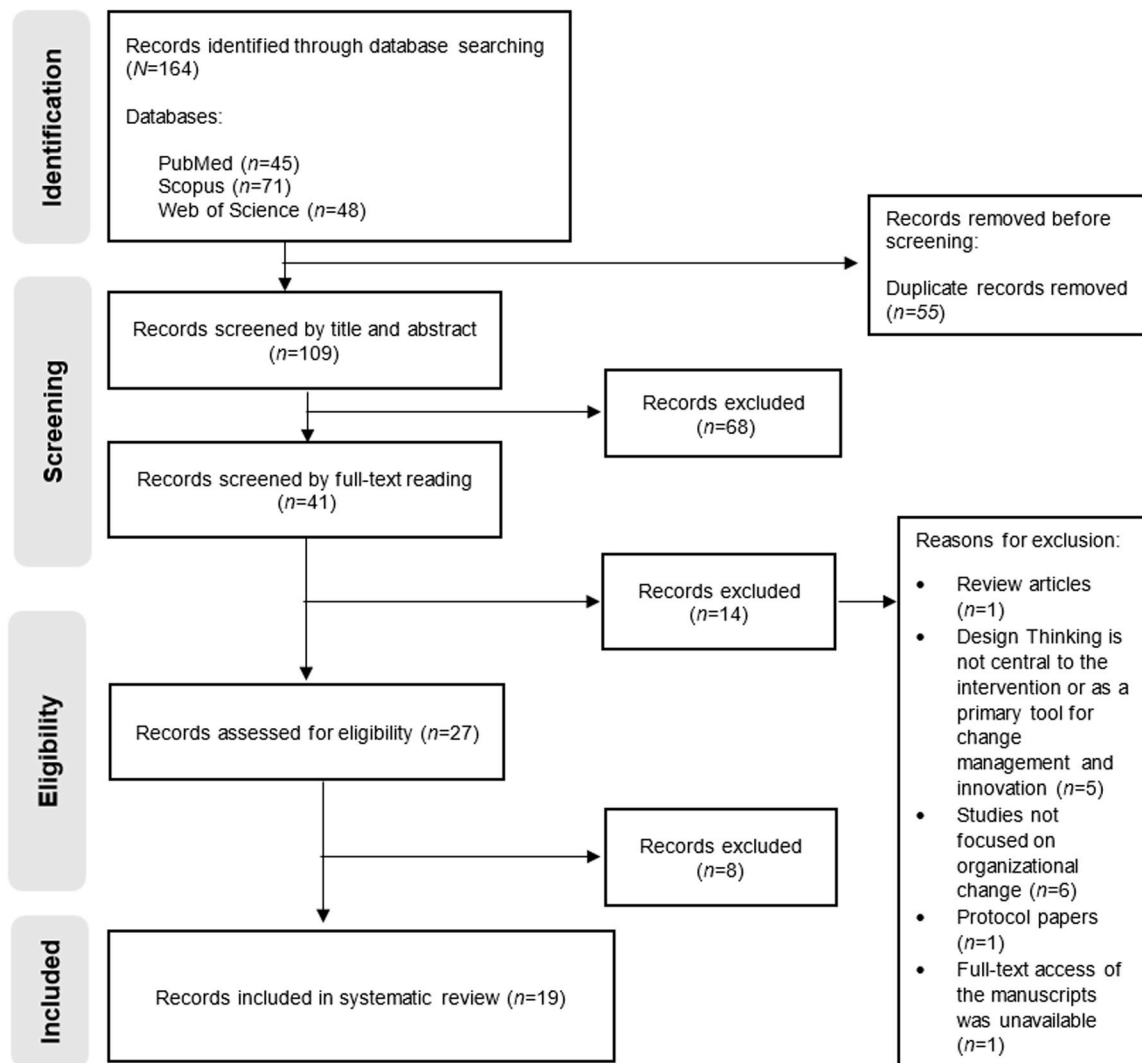 Identification
Records identified through database searching
(N=164)
Databases:
PubMed (n=45)
Scopus (n=71)
Web of Science (n=48)
Records removed before
screening:
Duplicate records removed
(n=55)
Screening
Records screened by title and abstract
(n=109)
Records excluded
(n=68)
Records screened by full-text reading
(n=41)
Records excluded
(n=14)
Reasons for exclusion:
• Review articles
(n=1)
• Design Thinking is
not central to the
intervention or as a
primary tool for
change
management and
innovation (n=5)
• Studies not
focused on
organizational
change (n=6)
• Protocol papers
(n=1)
• Full-text access of
the manuscripts
was unavailable
(n=1)
Eligibility
Records assessed for eligibility (n=27)
Records excluded
(n=8)
Included
Records included in systematic review (n=19)